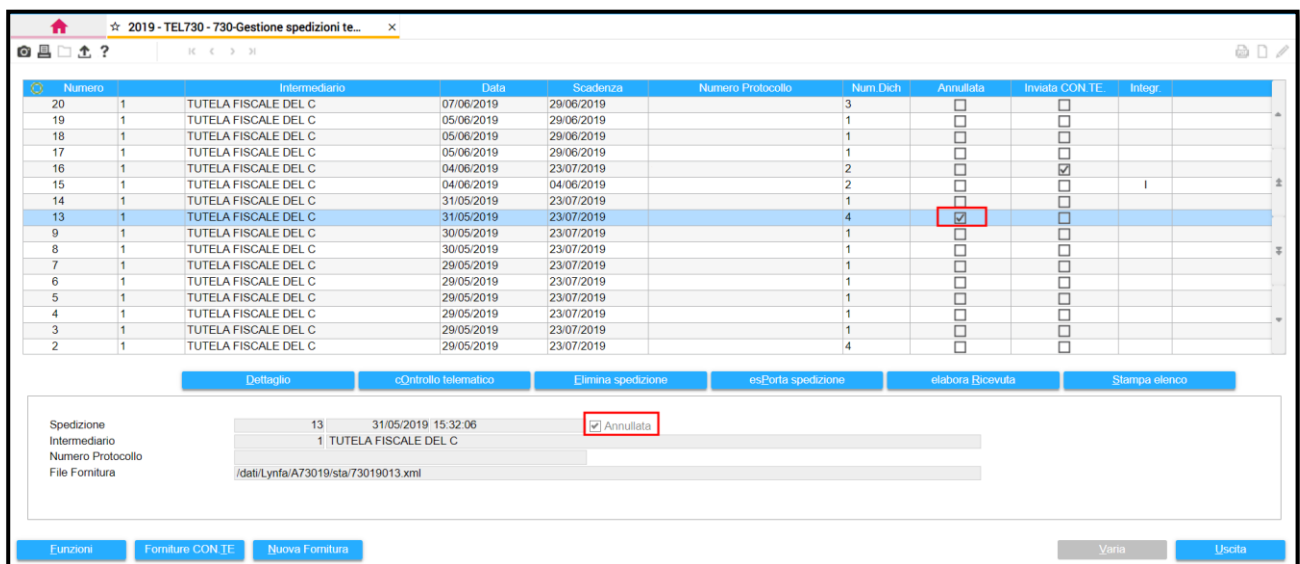 ☆ 2019 - TEL730 - 730-Gestione spedizioni te... ×
?
Numero Intermediario Data Scadenza Numero Protocollo Num.Dich Annullata Inviata CON.TE. Integr.
20 1 TUTELA FISCALE DEL C 07/06/2019 29/06/2019 3
19 1 TUTELA FISCALE DEL C 05/06/2019 29/06/2019 1
18 1 TUTELA FISCALE DEL C 05/06/2019 29/06/2019 1
17 1 TUTELA FISCALE DEL C 05/06/2019 29/06/2019 1
16 1 TUTELA FISCALE DEL C 04/06/2019 23/07/2019 2
15 1 TUTELA FISCALE DEL C 04/06/2019 04/06/2019 2 I
14 1 TUTELA FISCALE DEL C 31/05/2019 23/07/2019 1
13 1 TUTELA FISCALE DEL C 31/05/2019 23/07/2019 4
9 1 TUTELA FISCALE DEL C 30/05/2019 23/07/2019 1
8 1 TUTELA FISCALE DEL C 30/05/2019 23/07/2019 1
7 1 TUTELA FISCALE DEL C 29/05/2019 23/07/2019 1
6 1 TUTELA FISCALE DEL C 29/05/2019 23/07/2019 1
5 1 TUTELA FISCALE DEL C 29/05/2019 23/07/2019 1
4 1 TUTELA FISCALE DEL C 29/05/2019 23/07/2019 1
3 1 TUTELA FISCALE DEL C 29/05/2019 23/07/2019 1
2 1 TUTELA FISCALE DEL C 29/05/2019 23/07/2019 4
Dettaglio cOntrollo telematico Elimina spedizione esPorta spedizione elabora Ricevuta Stampa elenco
Spedizione 13 31/05/2019 15:32:06 Annullata
Intermediario 1 TUTELA FISCALE DEL C
Numero Protocollo
File Fornitura /dati/Lynfa/A73019/sta/73019013.xml
Funzioni Forniture CON.TE Nuova Fornitura Varia Uscita